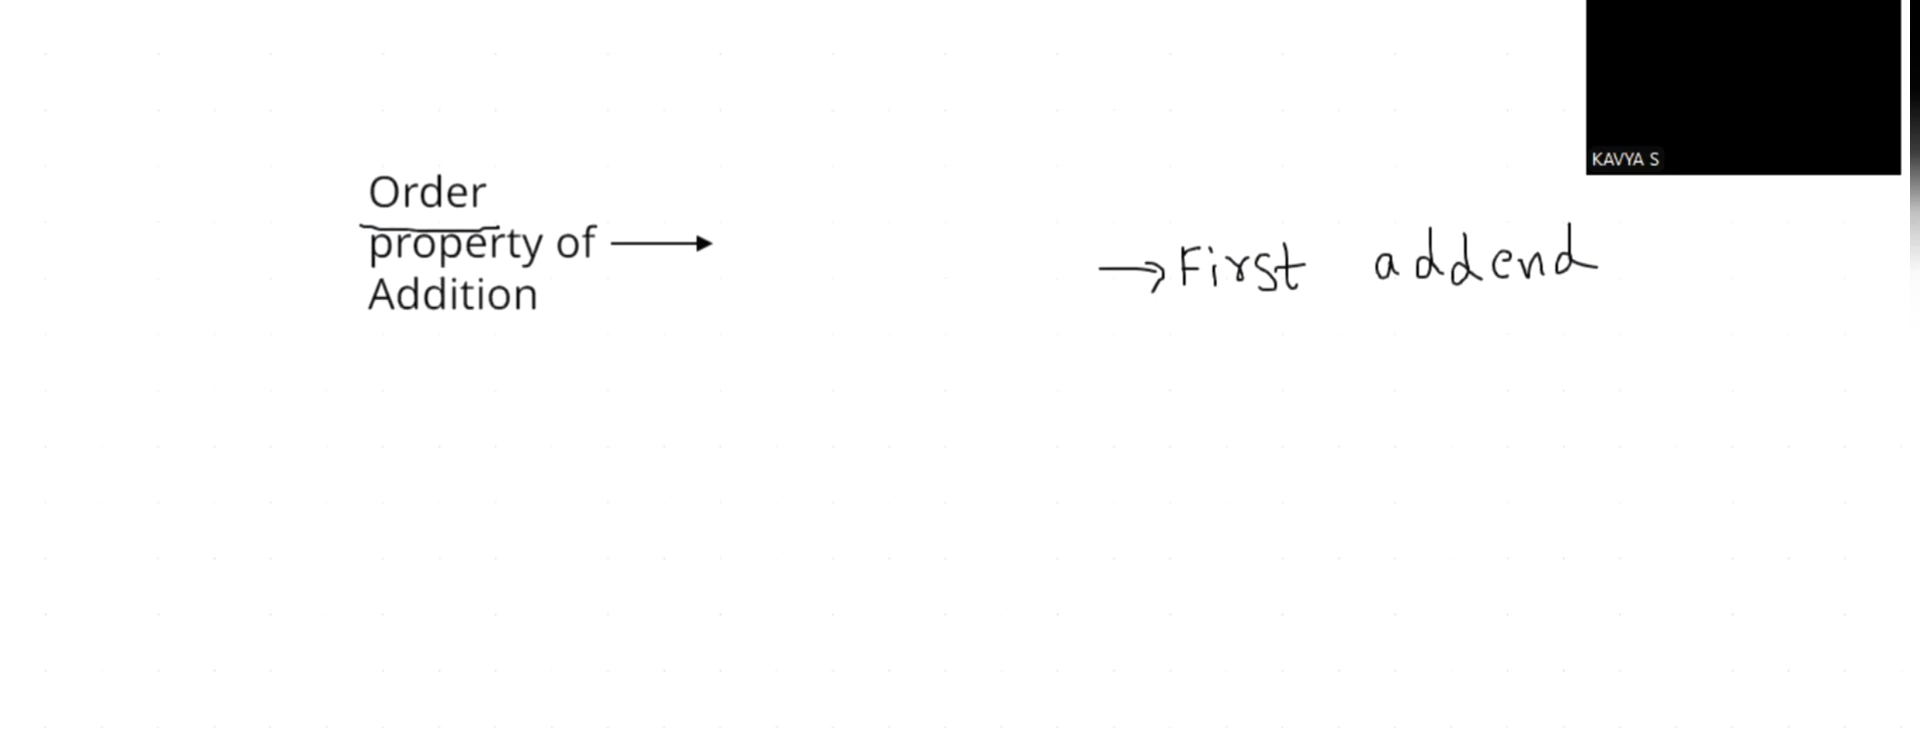 KAVYA S
Order
property of →
Addition
→ First addend